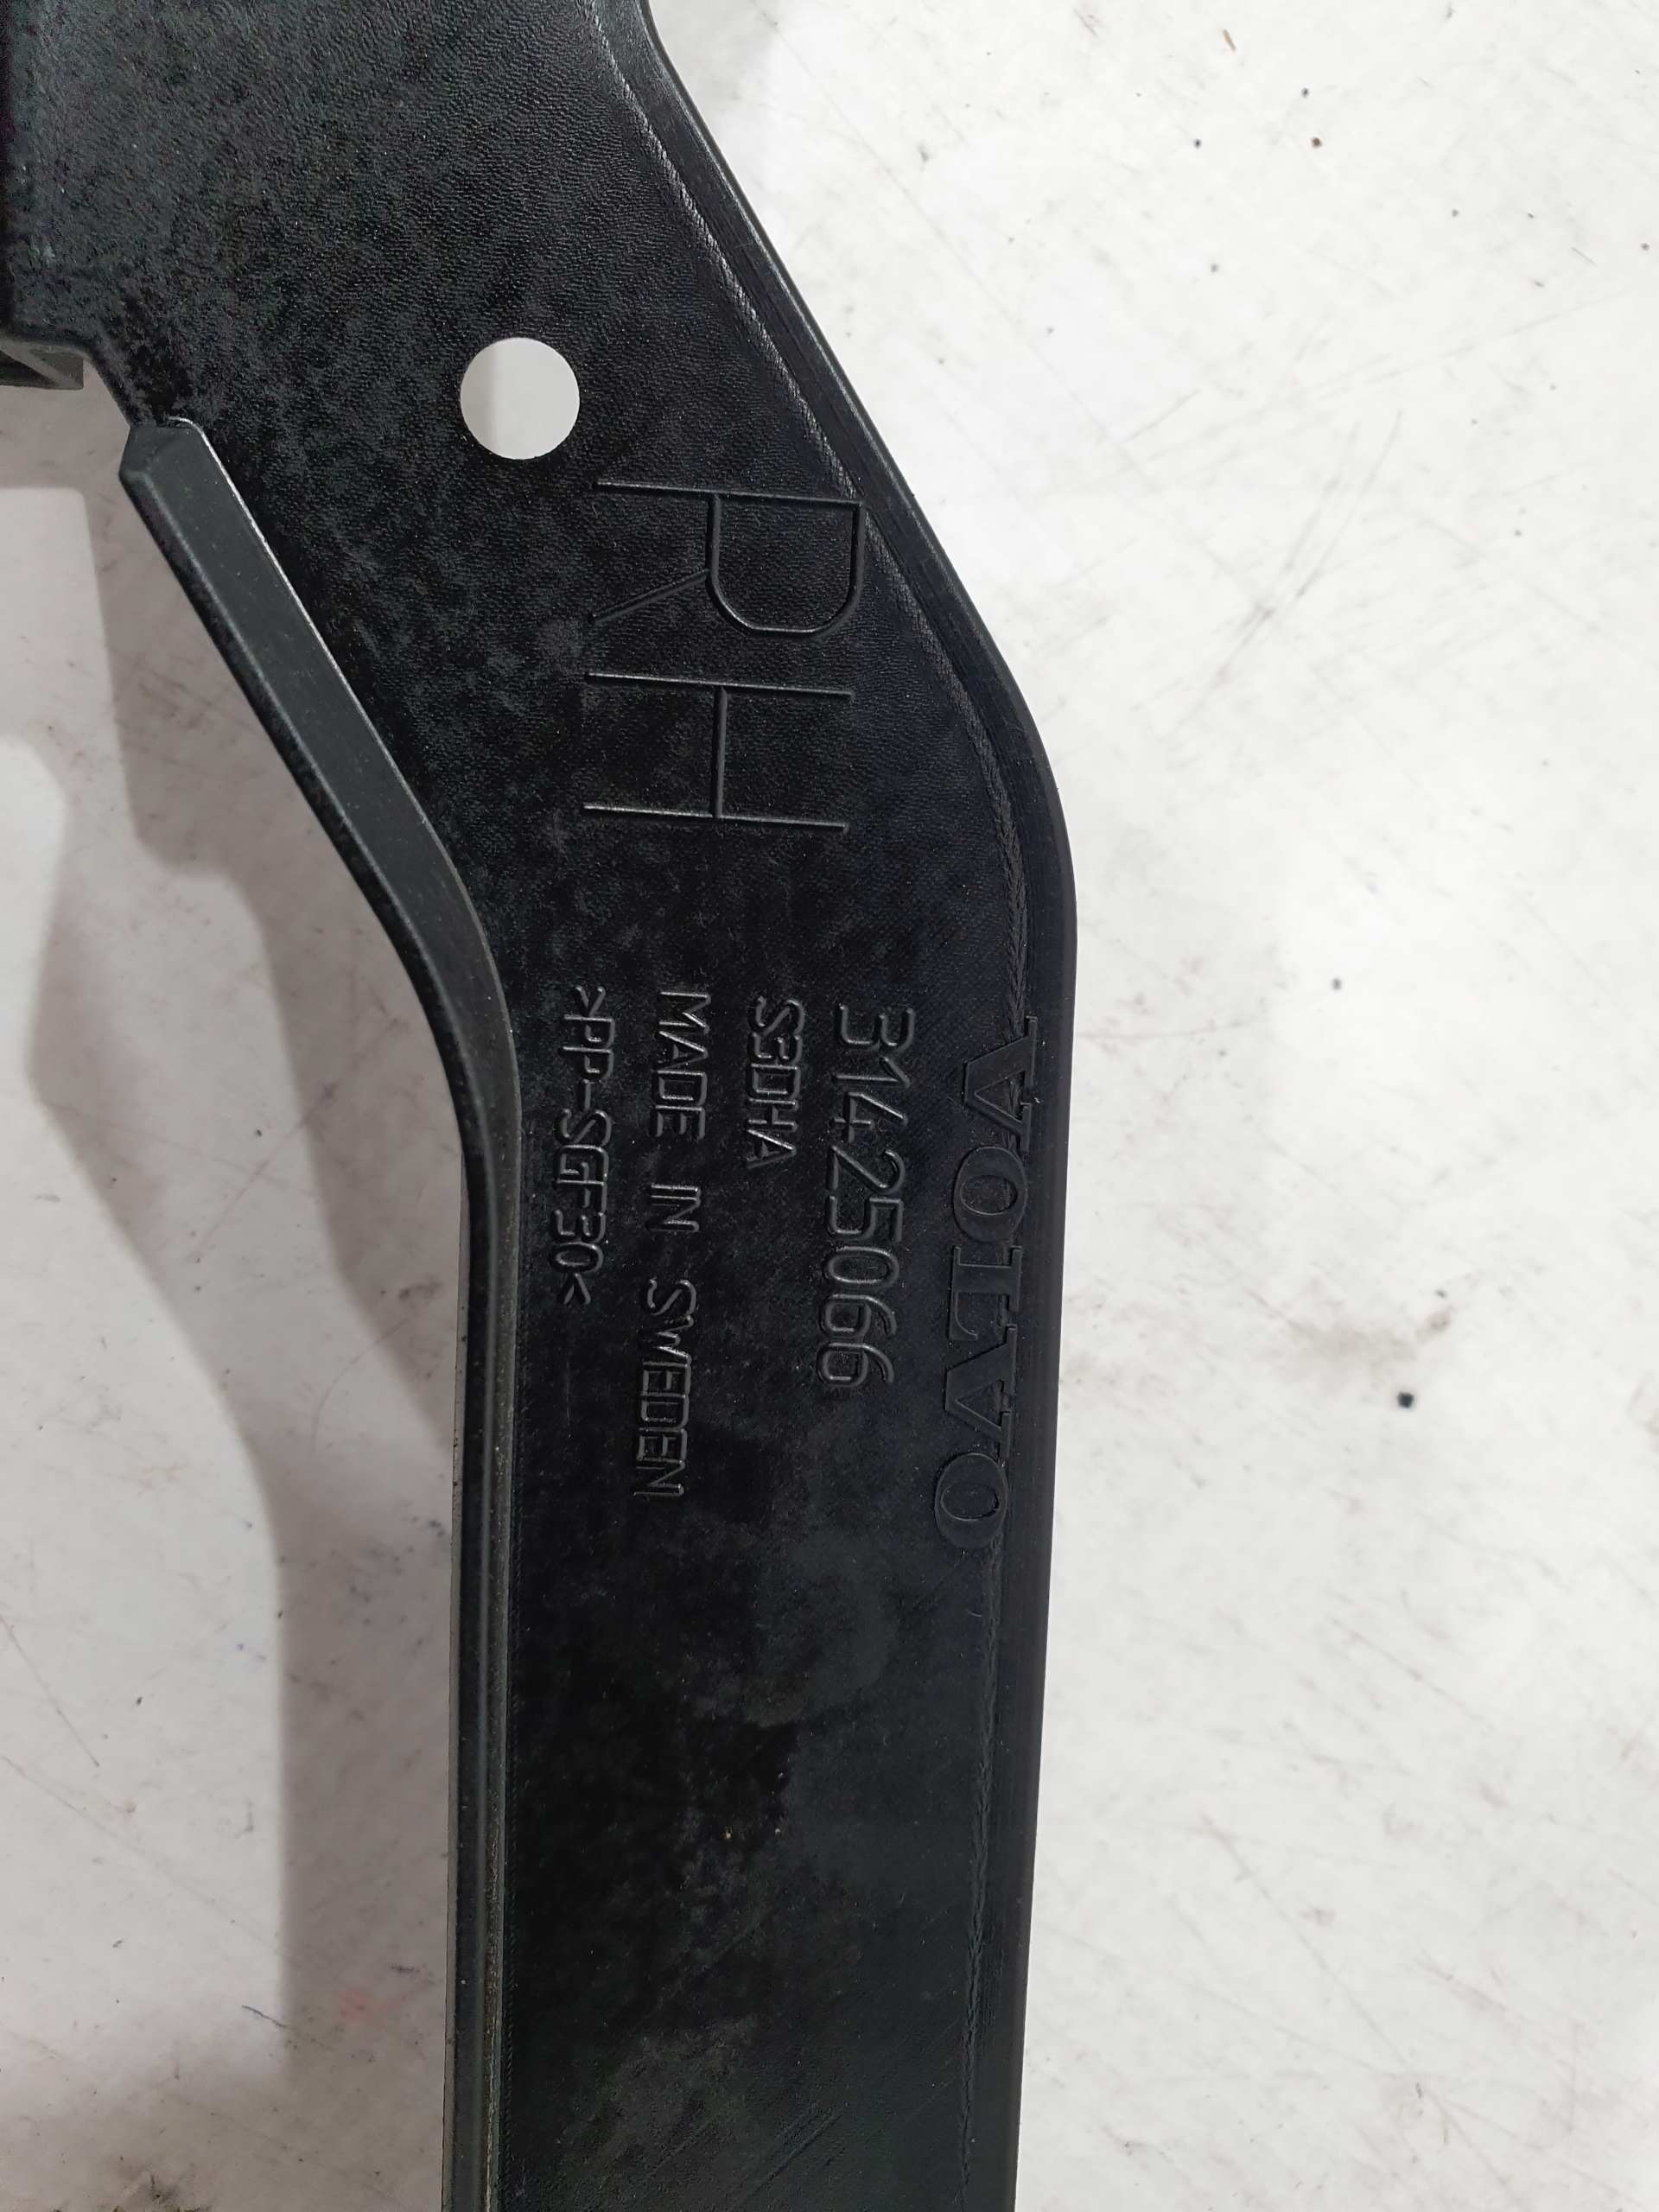 RH
VOLVO
31425066
S3DHA
MADE IN SWEDEN
>PP-SGF30<